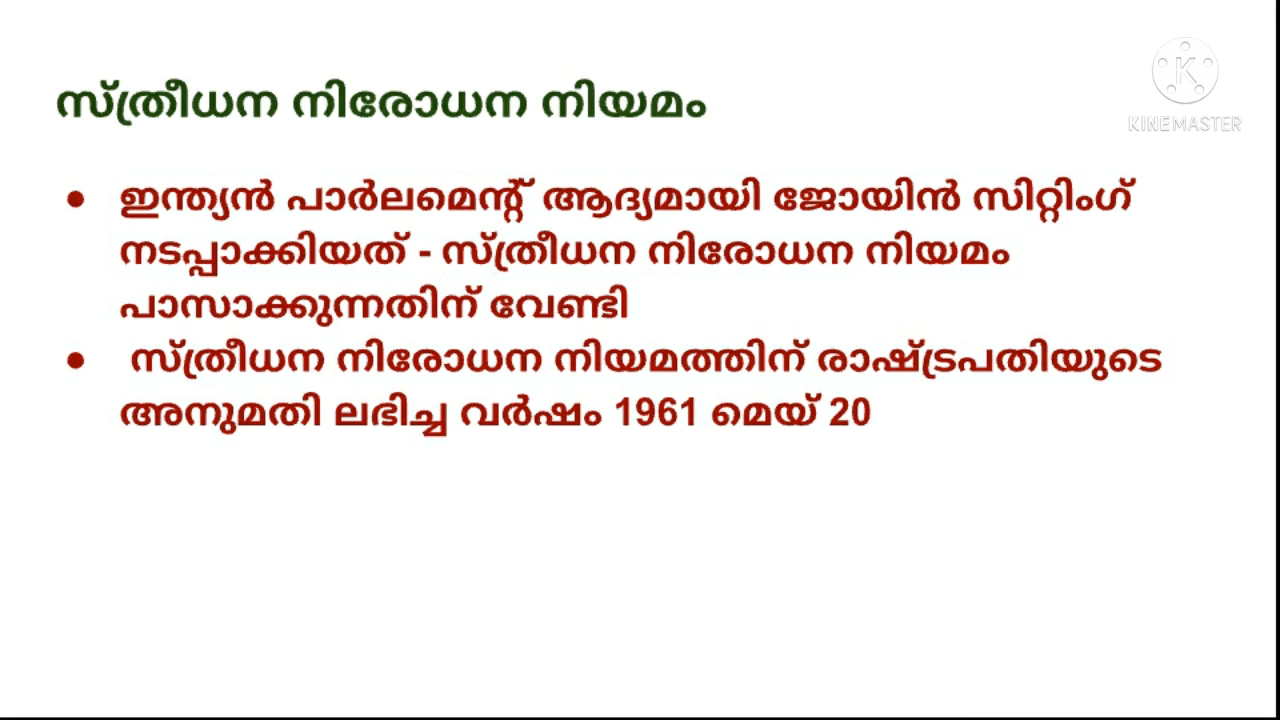 KINEMASTER
സ്ത്രീധന നിരോധന നിയമം
● ഇന്ത്യൻ പാർലമെന്റ് ആദ്യമായി ജോയിൻ സിറ്റിംഗ്
നടപ്പാക്കിയത് - സ്ത്രീധന നിരോധന നിയമം
പാസാക്കുന്നതിന് വേണ്ടി
● സ്ത്രീധന നിരോധന നിയമത്തിന് രാഷ്ട്രപതിയുടെ
അനുമതി ലഭിച്ച വർഷം 1961 മെയ് 20